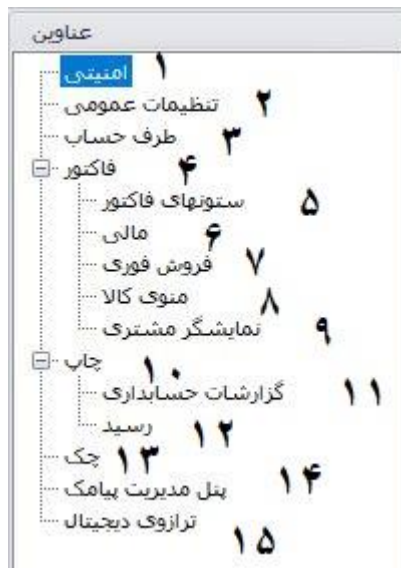 عناوین
امنیتی ۱
تنظیمات عمومی ۲
طرف حساب ۳
فاکتور ۴
ستونهای فاکتور ۵
مالی ۶
فروش فوری ۷
منوی کالا ۸
نمایشگر مشتری ۹
چاپ ۱۰
گزارشات حسابداری ۱۱
رسید ۱۲
چک ۱۳
پنل مدیریت پیامک ۱۴
ترازوی دیجیتال ۱۵